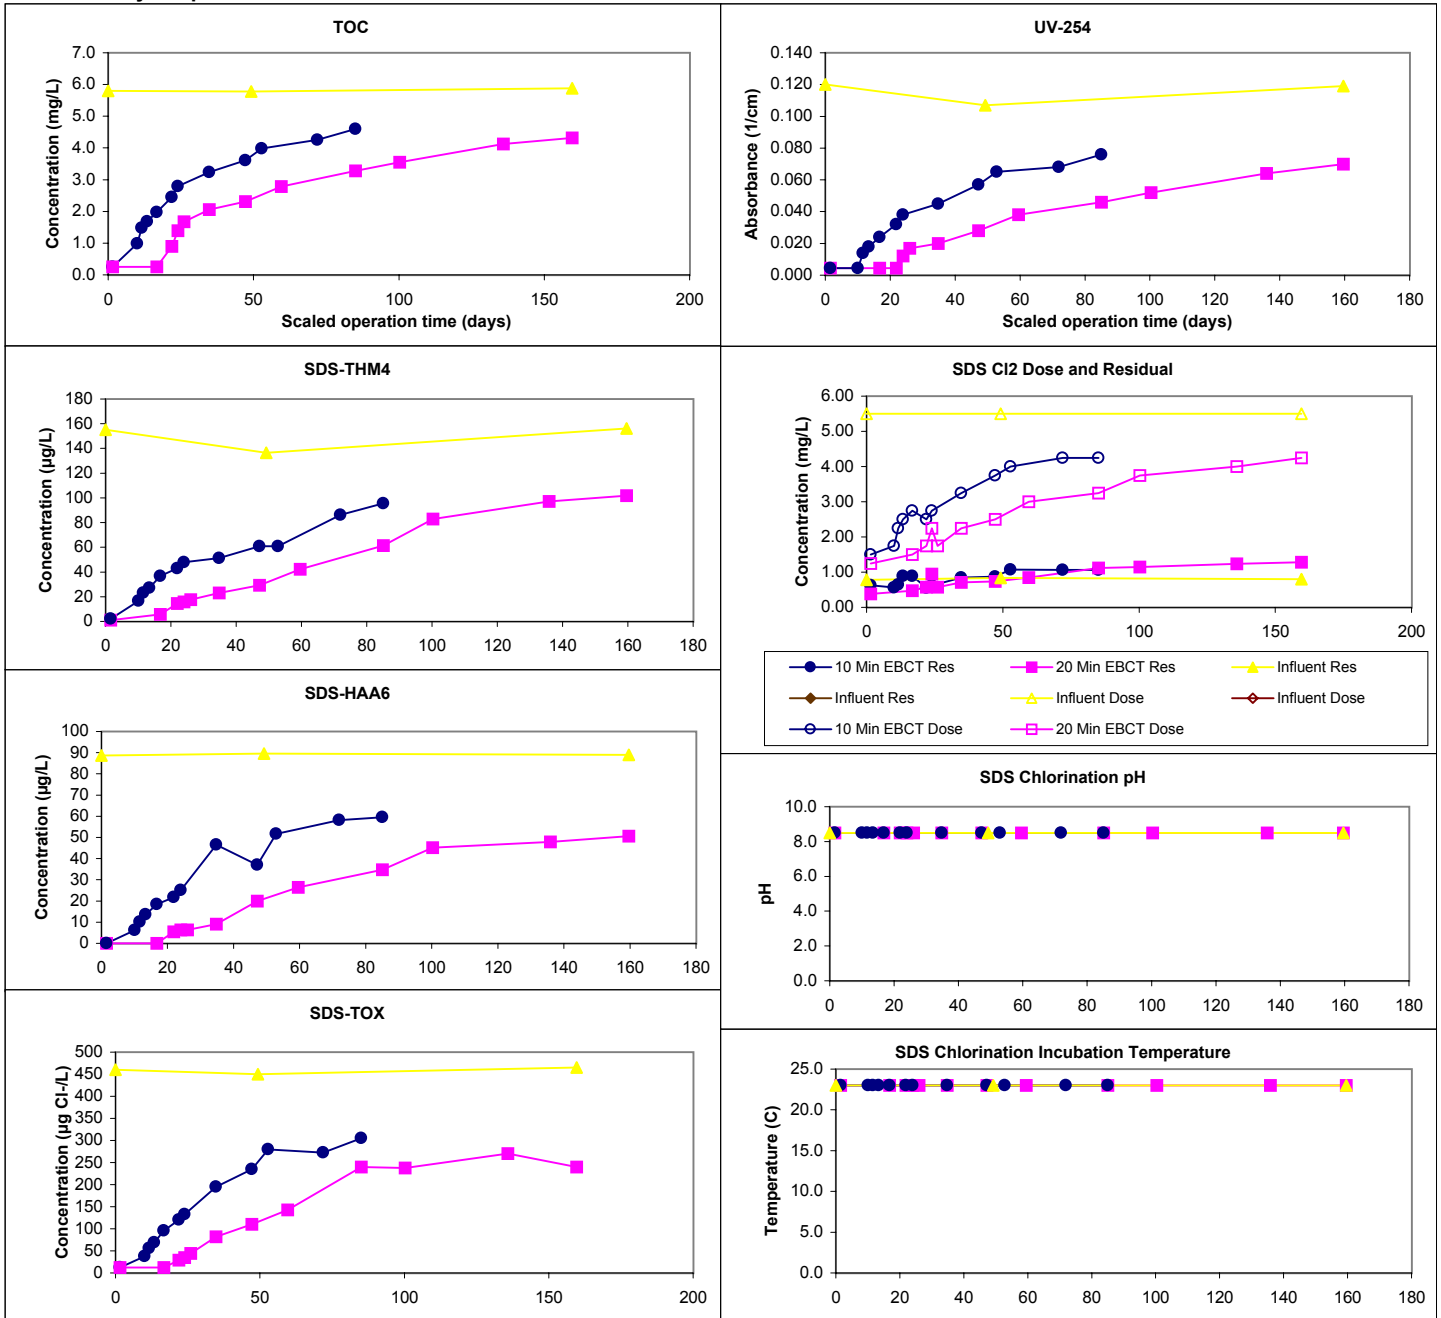 TOC
7.0
6.0
5.0
4.0
3.0
2.0
1.0
0.0
Concentration (mg/L)
0 50 100 150 200
Scaled operation time (days)
UV-254
0.140
0.120
0.100
0.080
0.060
0.040
0.020
0.000
Absorbance (1/cm)
0 20 40 60 80 100 120 140 160 180
Scaled operation time (days)
SDS-THM4
180
160
140
120
100
80
60
40
20
0
Concentration (µg/L)
0 20 40 60 80 100 120 140 160 180
SDS Cl2 Dose and Residual
6.00
5.00
4.00
3.00
2.00
1.00
0.00
Concentration (mg/L)
0 50 100 150 200
10 Min EBCT Res 20 Min EBCT Res Influent Res
Influent Res Influent Dose Influent Dose
10 Min EBCT Dose 20 Min EBCT Dose
SDS-HAA6
100
90
80
70
60
50
40
30
20
10
0
Concentration (µg/L)
0 20 40 60 80 100 120 140 160 180
SDS Chlorination pH
10.0
8.0
6.0
4.0
2.0
0.0
pH
0 20 40 60 80 100 120 140 160 180
SDS-TOX
500
450
400
350
300
250
200
150
100
50
0
Concentration (µg Cl-/L)
0 50 100 150 200
SDS Chlorination Incubation Temperature
25.0
20.0
15.0
10.0
5.0
0.0
Temperature (C)
0 20 40 60 80 100 120 140 160 180